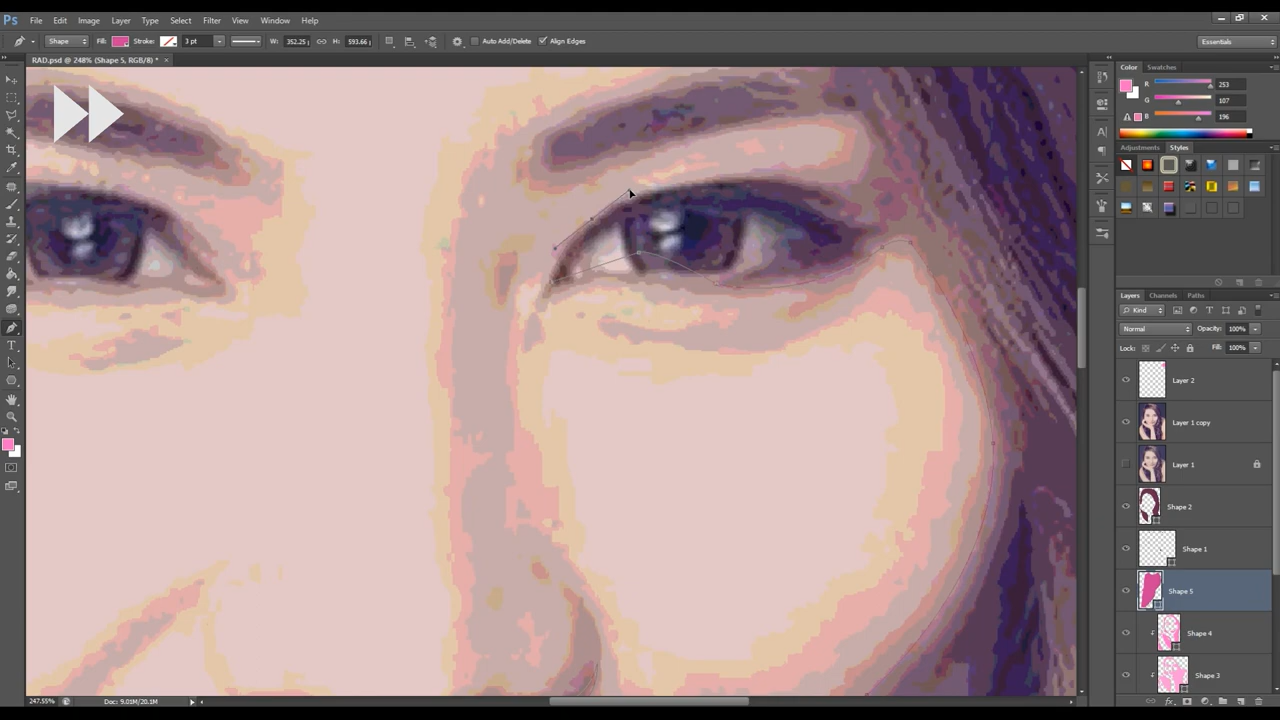 Ps File Edit Image Layer Type Select Filter View Window Help
Shape Fill: Stroke: 3 pt W: 352.25 H: 593.66 Auto Add/Delete Align Edges Essentials
RAD.psd @ 248% (Shape 5, RGB/8) * ×
Color Swatches
R 253
G 107
B 196
Adjustments Styles
Layers Channels Paths
Kind
Normal Opacity: 100%
Lock: Fill: 100%
Layer 2
Layer 1 copy
Layer 1
Shape 2
Shape 1
Shape 5
Shape 4
Shape 3
247.55% Doc: 9.01M/20.1M